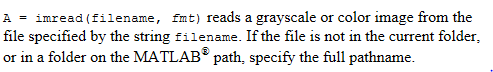 A = imread(filename, fmt) reads a grayscale or color image from the
file specified by the string filename. If the file is not in the current folder,
or in a folder on the MATLAB® path, specify the full pathname.